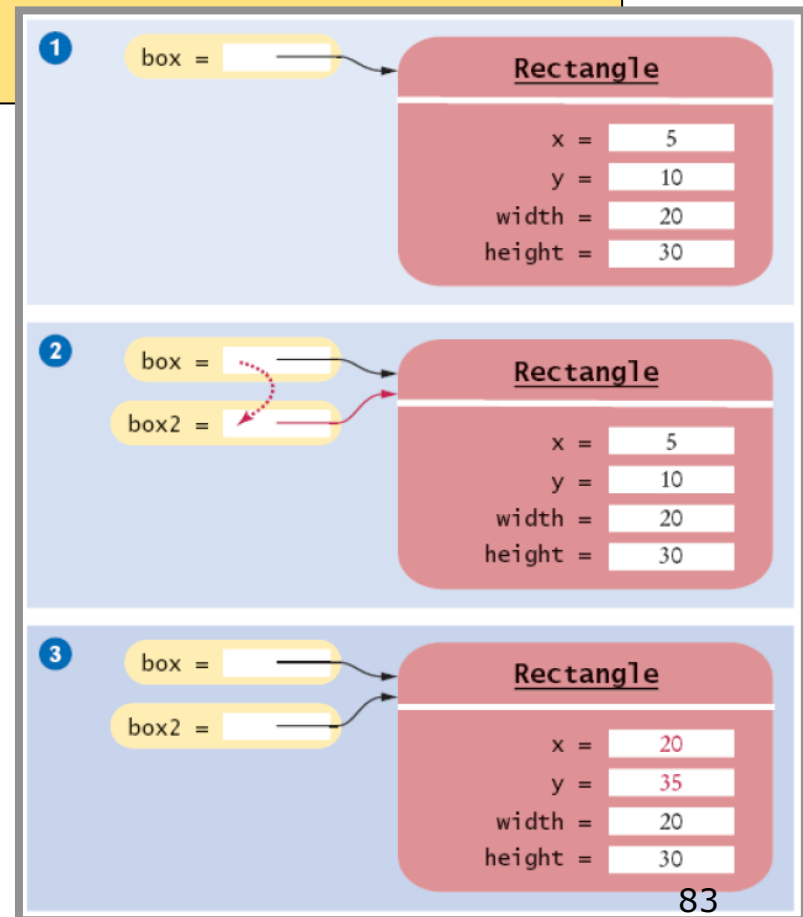 1
box =
Rectangle
x = 5
y = 10
width = 20
height = 30
2
box =
box2 =
Rectangle
x = 5
y = 10
width = 20
height = 30
3
box =
box2 =
Rectangle
x = 20
y = 35
width = 20
height = 30
83